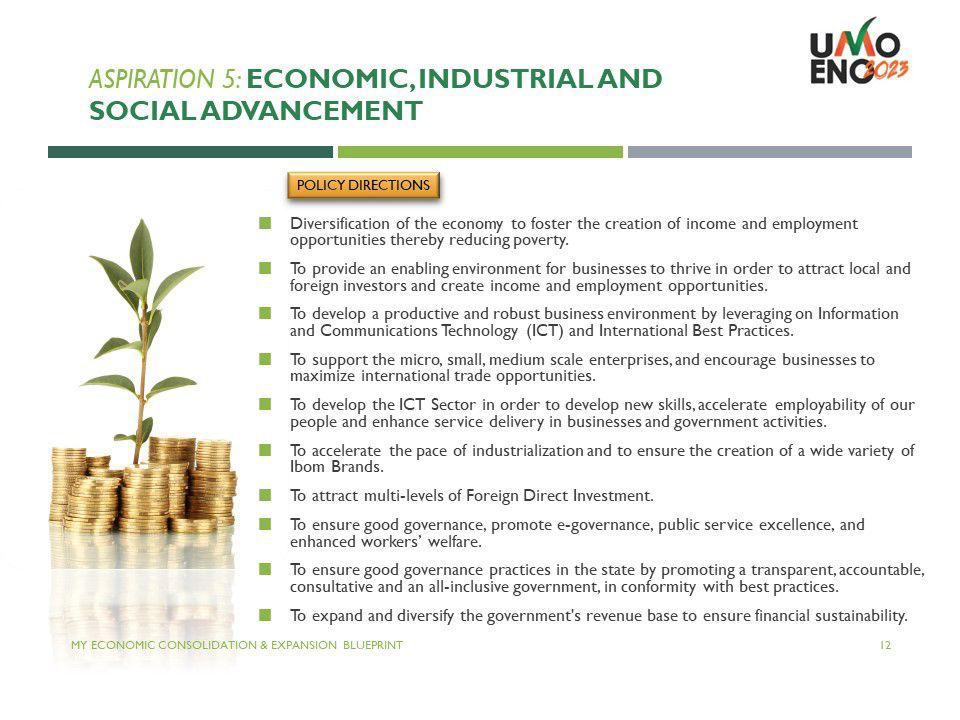 UMO
ENO 2023
ASPIRATION 5: ECONOMIC, INDUSTRIAL AND
SOCIAL ADVANCEMENT
POLICY DIRECTIONS
Diversification of the economy to foster the creation of income and employment
opportunities thereby reducing poverty.
To provide an enabling environment for businesses to thrive in order to attract local and
foreign investors and create income and employment opportunities.
To develop a productive and robust business environment by leveraging on Information
and Communications Technology (ICT) and International Best Practices.
To support the micro, small, medium scale enterprises, and encourage businesses to
maximize international trade opportunities.
To develop the ICT Sector in order to develop new skills, accelerate employability of our
people and enhance service delivery in businesses and government activities.
To accelerate the pace of industrialization and to ensure the creation of a wide variety of
Ibom Brands.
To attract multi-levels of Foreign Direct Investment.
To ensure good governance, promote e-governance, public service excellence, and
enhanced workers' welfare.
To ensure good governance practices in the state by promoting a transparent, accountable,
consultative and an all-inclusive government, in conformity with best practices.
To expand and diversify the government's revenue base to ensure financial sustainability.
MY ECONOMIC CONSOLIDATION & EXPANSION BLUEPRINT 12